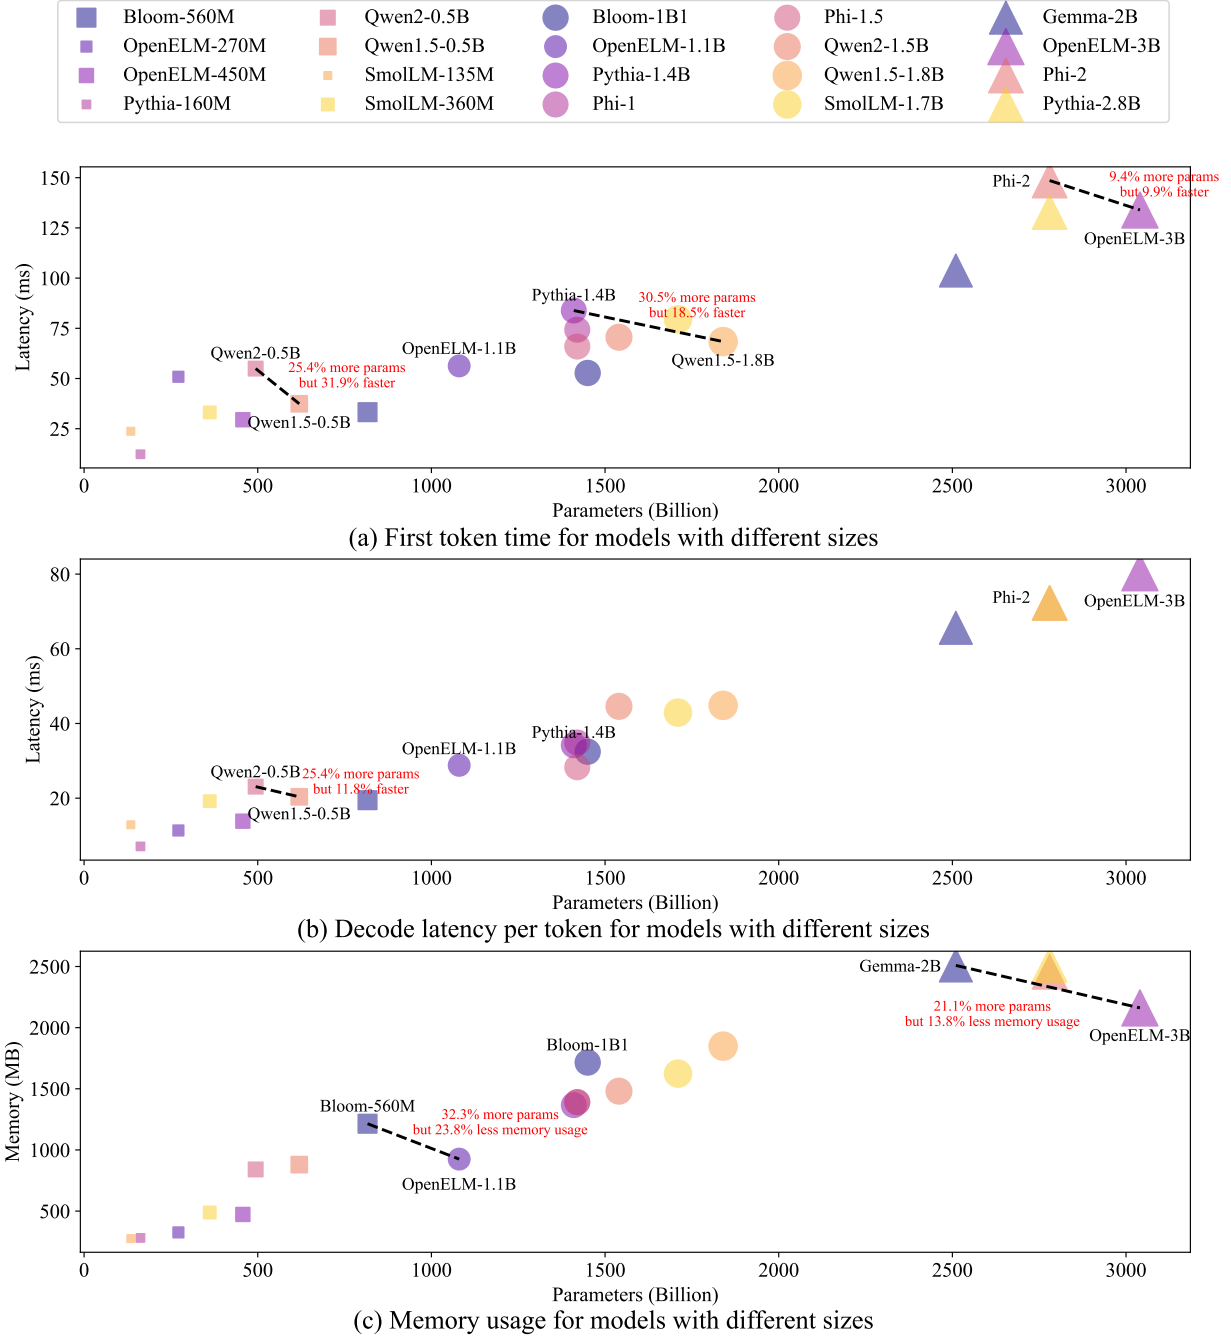 Bloom-560M
OpenELM-270M
OpenELM-450M
Pythia-160M
Qwen2-0.5B
Qwen1.5-0.5B
SmolLM-135M
SmolLM-360M
Bloom-1B1
OpenELM-1.1B
Pythia-1.4B
Phi-1
Phi-1.5
Qwen2-1.5B
Qwen1.5-1.8B
SmolLM-1.7B
Gemma-2B
OpenELM-3B
Phi-2
Pythia-2.8B
150
125
100
75
50
25
Latency (ms)
Phi-2
9.4% more params
but 9.9% faster
OpenELM-3B
Pythia-1.4B
30.5% more params
but 18.5% faster
Qwen1.5-1.8B
OpenELM-1.1B
Qwen2-0.5B
25.4% more params
but 31.9% faster
Qwen1.5-0.5B
0
500
1000
1500
2000
2500
3000
Parameters (Billion)
(a) First token time for models with different sizes
80
60
40
20
Latency (ms)
Phi-2
OpenELM-3B
Pythia-1.4B
OpenELM-1.1B
Qwen2-0.5B
25.4% more params
but 11.8% faster
Qwen1.5-0.5B
0
500
1000
1500
2000
2500
3000
Parameters (Billion)
(b) Decode latency per token for models with different sizes
2500
2000
1500
1000
500
Memory (MB)
Gemma-2B
21.1% more params
but 13.8% less memory usage
OpenELM-3B
Bloom-1B1
Bloom-560M
32.3% more params
but 23.8% less memory usage
OpenELM-1.1B
0
500
1000
1500
2000
2500
3000
Parameters (Billion)
(c) Memory usage for models with different sizes